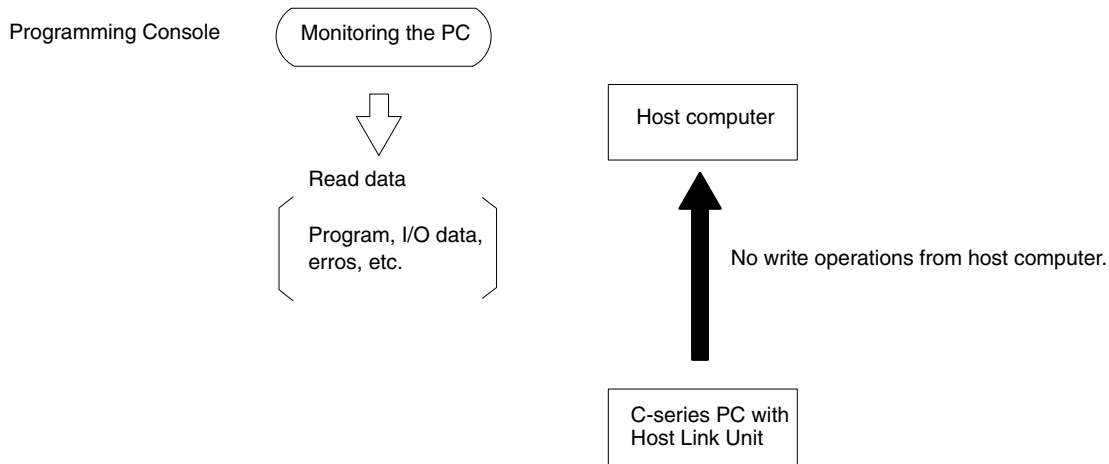 Programming Console
Monitoring the PC
Read data
Program, I/O data,
erros, etc.
Host computer
No write operations from host computer.
C-series PC with
Host Link Unit